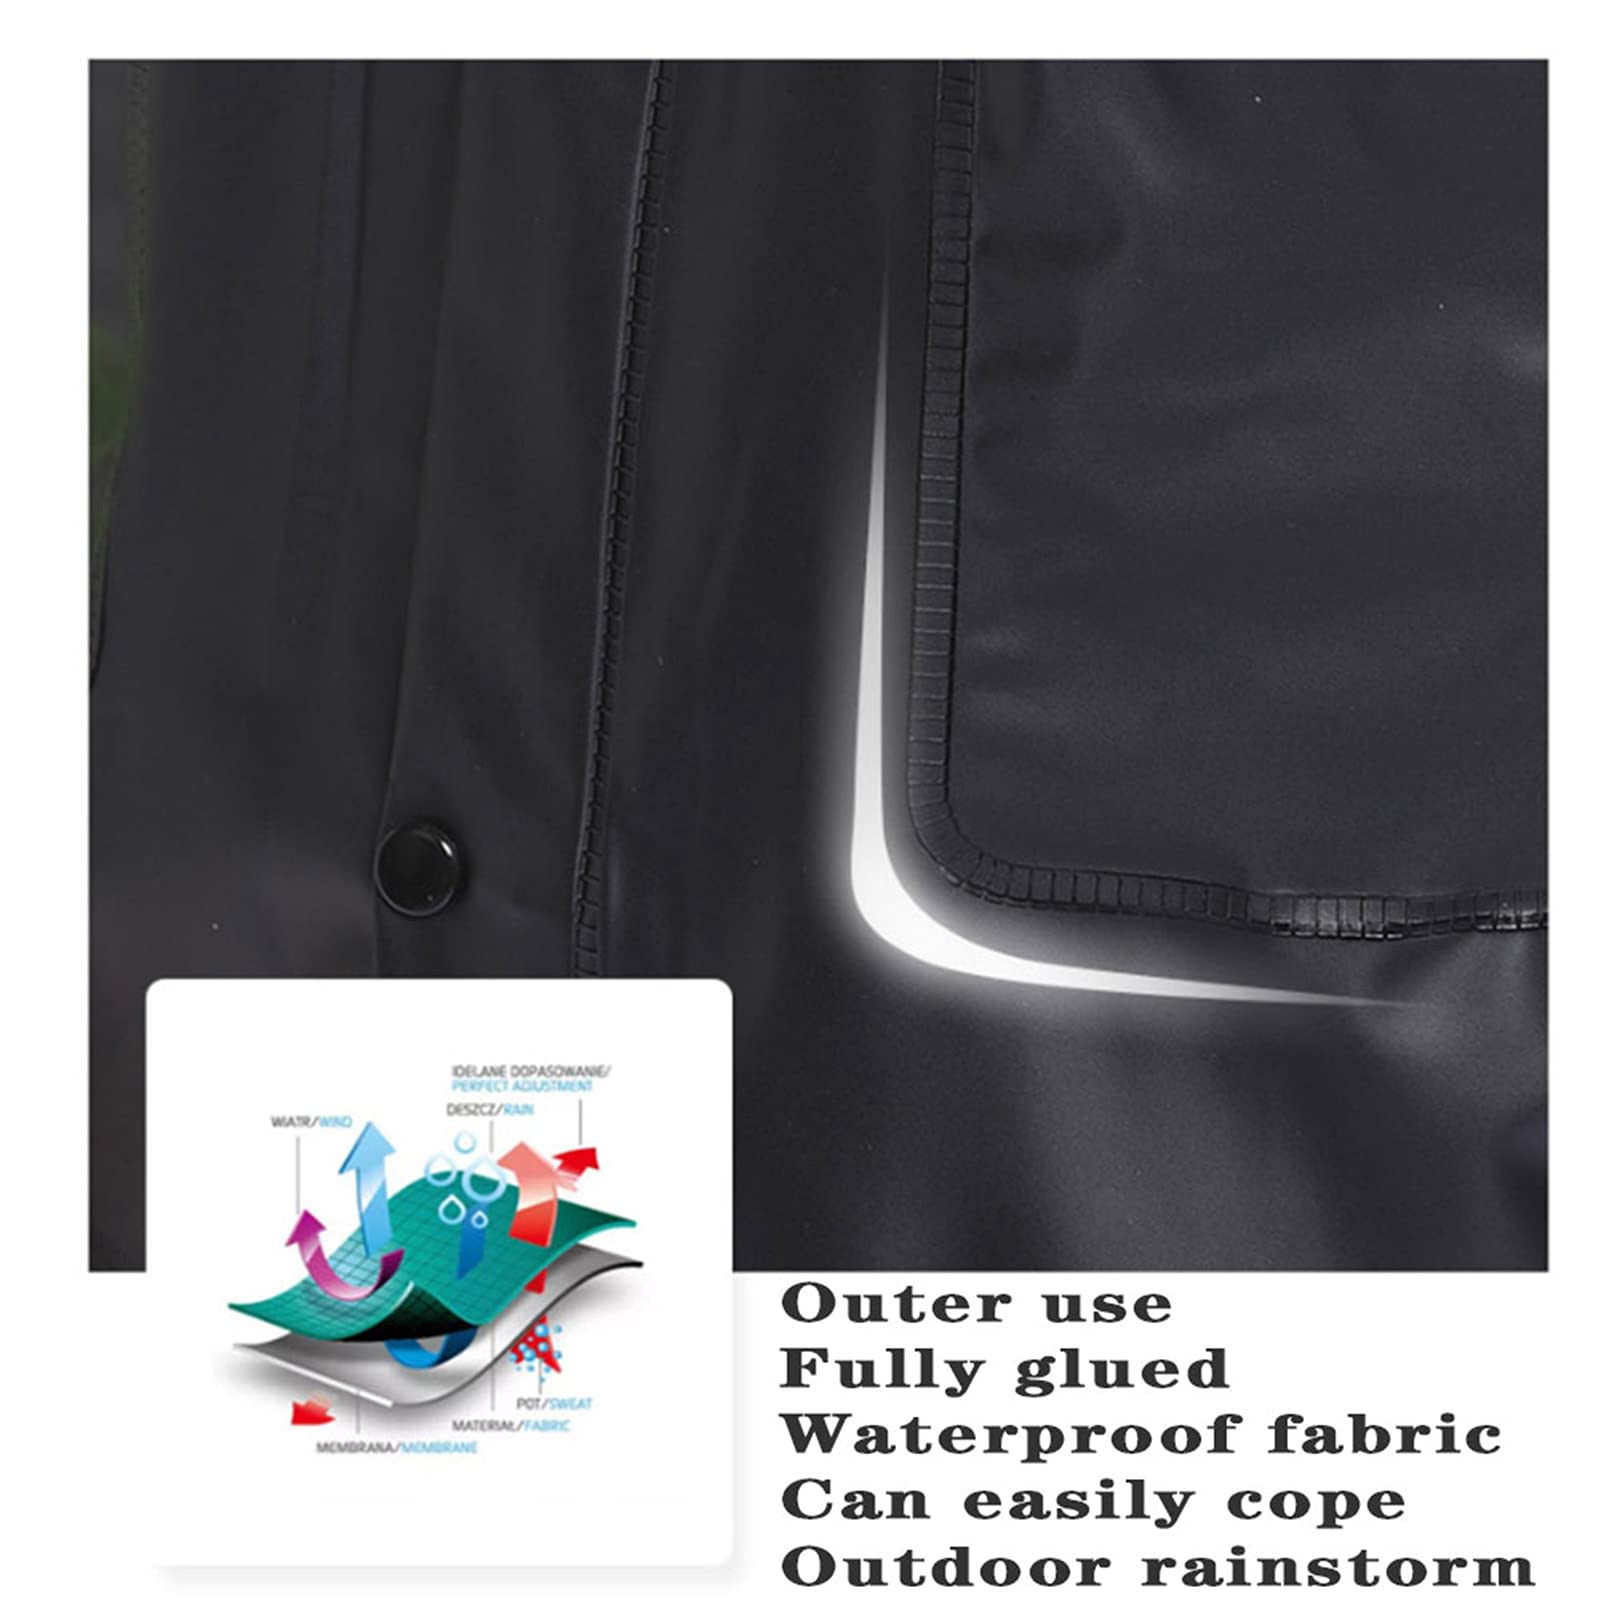 IDELANE DOPASOWANIE/
PERFECT ADJUSTMENT
DESZCZ/RAIN
WIATR/WIND
POT/SWEAT
MATERIAŁ/FABRIC
MEMBRANA/MEMBRANE
Outer use
Fully glued
Waterproof fabric
Can easily cope
Outdoor rainstorm